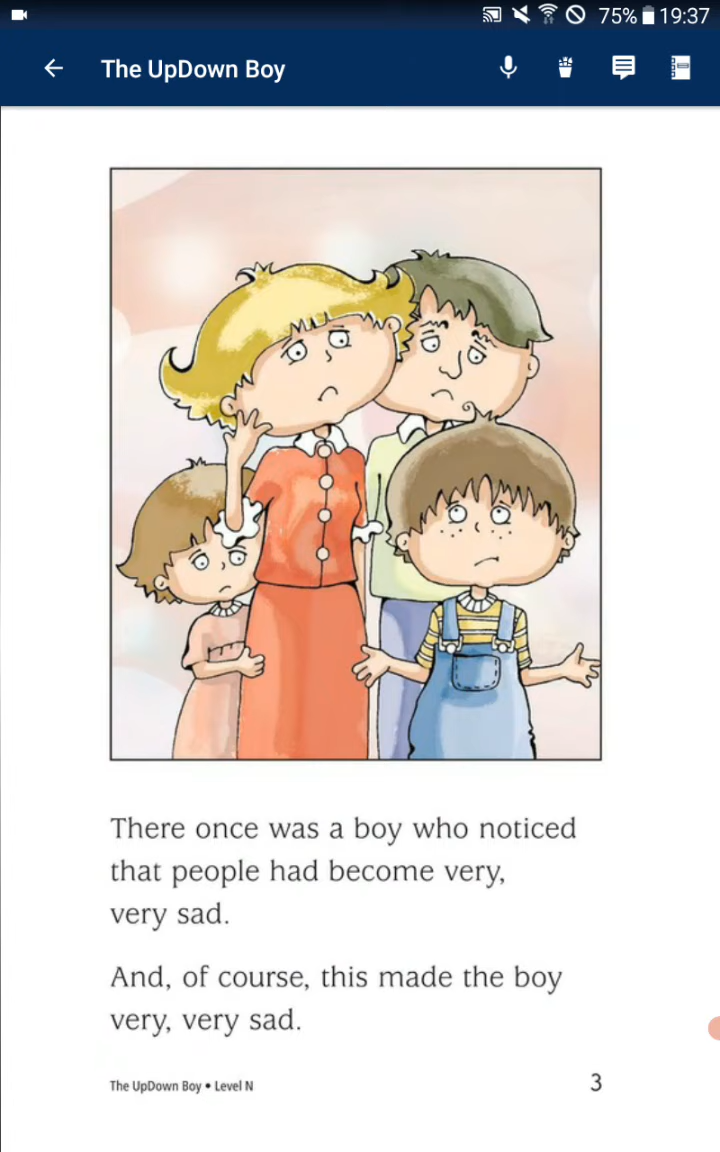 75% 19:37
The UpDown Boy
There once was a boy who noticed
that people had become very,
very sad.
And, of course, this made the boy
very, very sad.
The UpDown Boy • Level N
3